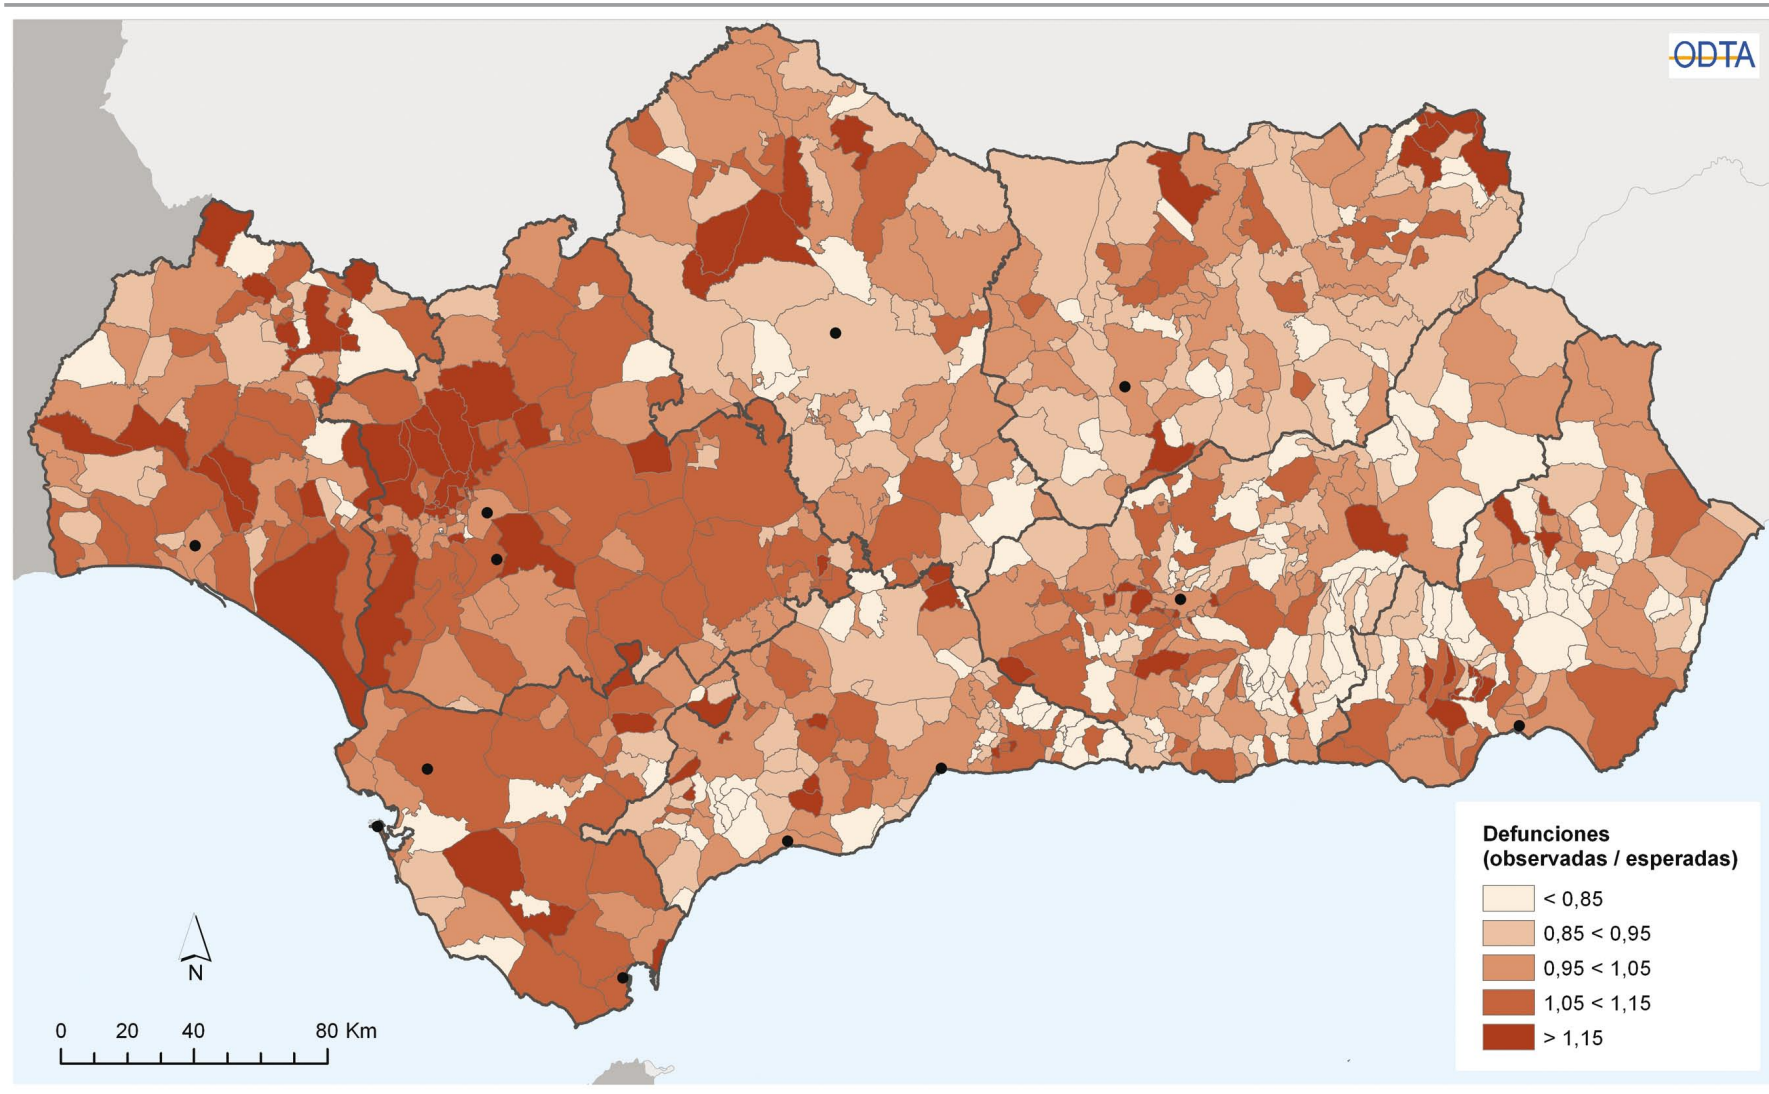 ODTA
Defunciones
(observadas / esperadas)
< 0,85
0,85 < 0,95
0,95 < 1,05
1,05 < 1,15
> 1,15
N
0 20 40 80 Km